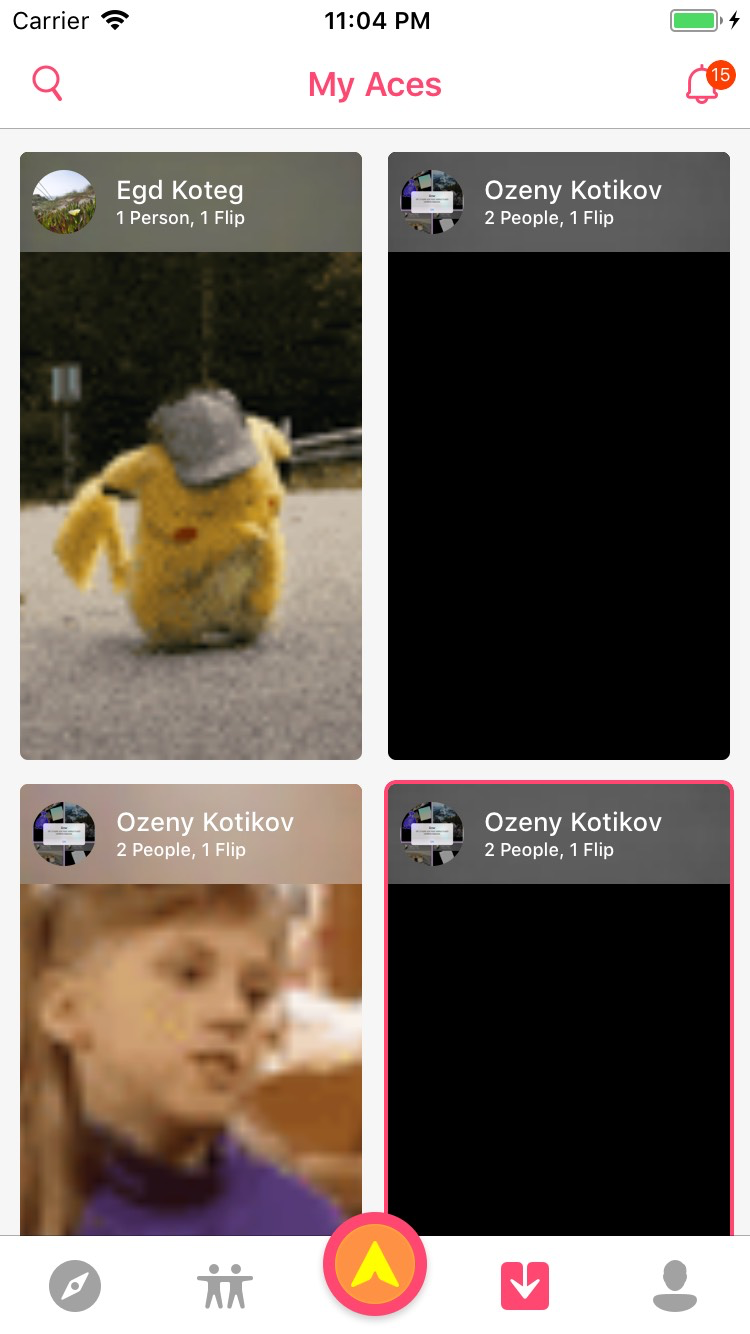 Carrier 11:04 PM
My Aces 15
Egd Koteg
1 Person, 1 Flip
Ozeny Kotikov
2 People, 1 Flip
Ozeny Kotikov
2 People, 1 Flip
Ozeny Kotikov
2 People, 1 Flip